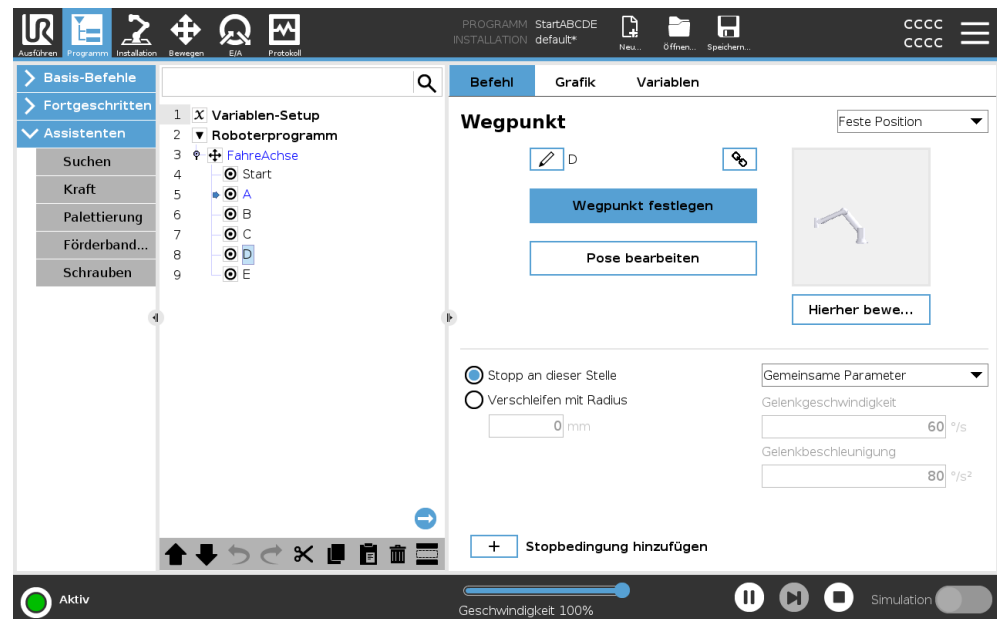 UR
PROGRAMM StartABCDE
INSTALLATION default*
CCCC
CCCC
Ausführen Programm Installation Bewegen E/A Protokoll
Neu... Öffnen... Speichern...
Basis-Befehle
Fortgeschritten
Assistenten
Suchen
Kraft
Palettierung
Förderband...
Schrauben
1 X Variablen-Setup
2 Roboterprogramm
3 FahreAchse
4 Start
5 A
6 B
7 C
8 D
9 E
Befehl Grafik Variablen
Wegpunkt
Feste Position
D
Wegpunkt festlegen
Pose bearbeiten
Hierher bewe...
Stopp an dieser Stelle
Verschleifen mit Radius
0 mm
Gemeinsame Parameter
Gelenkgeschwindigkeit
60 °/s
Gelenkbeschleunigung
80 °/s²
+ Stopbedingung hinzufügen
Aktiv
Geschwindigkeit 100%
Simulation